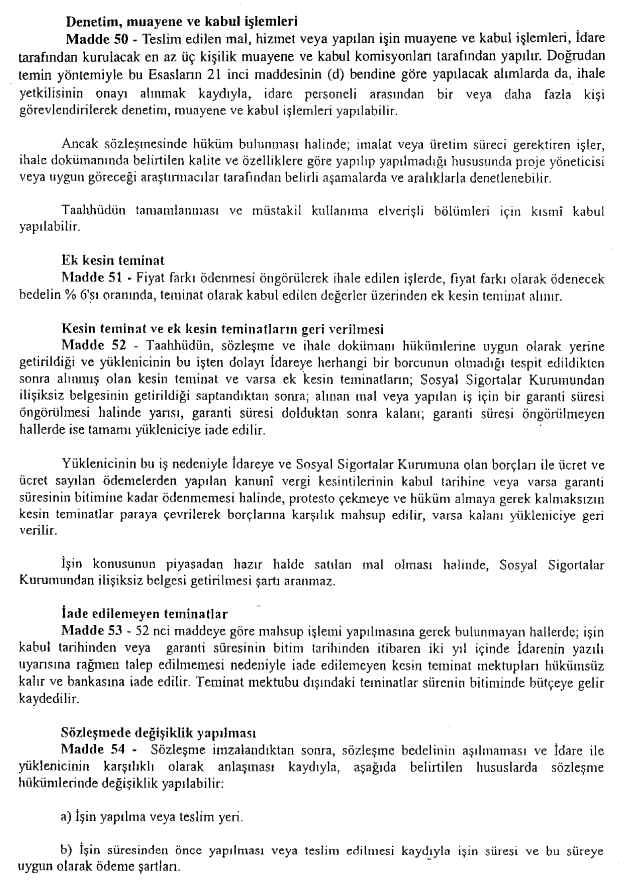 Denetim, muayene ve kabul işlemleri
Madde 50 - Teslim edilen mal, hizmet veya yapılan işin muayene ve kabul işlemleri, İdare
tarafından kurulacak en az üç kişilik muayene ve kabul komisyonları tarafından yapılır. Doğrudan
temin yöntemiyle bu Esasların 21 inci maddesinin (d) bendine göre yapılacak alımlarda da, ihale
yetkilisinin onayı alınmak kaydıyla, idare personeli arasından bir veya daha fazla kişi
görevlendirilerek denetim, muayene ve kabul işlemleri yapılabilir.
Ancak sözleşmesinde hüküm bulunması halinde; imalat veya üretim süreci gerektiren işler,
ihale dokümanında belirtilen kalite ve özelliklere göre yapılıp yapılmadığı hususunda proje yöneticisi
veya uygun göreceği araştırmacılar tarafından belirli aşamalarda ve aralıklarla denetlenebilir.
Taahhüdün tamamlanması ve müstakil kullanıma elverişli bölümleri için kısmî kabul
yapılabilir.
Ek kesin teminat
Madde 51 - Fiyat farkı ödenmesi öngörülerek ihale edilen işlerde, fiyat farkı olarak ödenecek
bedelin % 6'sı oranında, teminat olarak kabul edilen değerler üzerinden ek kesin teminat alınır.
Kesin teminat ve ek kesin teminatların geri verilmesi
Madde 52 - Taahhüdün, sözleşme ve ihale dokümanı hükümlerine uygun olarak yerine
getirildiği ve yüklenicinin bu işten dolayı İdareye herhangi bir borcunun olmadığı tespit edildikten
sonra alınmış olan kesin teminat ve varsa ek kesin teminatların; Sosyal Sigortalar Kurumundan
ilişiksiz belgesinin getirildiği saptandıktan sonra; alınan mal veya yapılan iş için bir garanti süresi
öngörülmesi halinde yarısı, garanti süresi dolduktan sonra kalanı; garanti süresi öngörülmeyen
hallerde ise tamamı yükleniciye iade edilir.
Yüklenicinin bu iş nedeniyle İdareye ve Sosyal Sigortalar Kurumuna olan borçları ile ücret ve
ücret sayılan ödemelerden yapılan kanunî vergi kesintilerinin kabul tarihine veya varsa garanti
süresinin bitimine kadar ödenmemesi halinde, protesto çekmeye ve hüküm almaya gerek kalmaksızın
kesin teminatlar paraya çevrilerek borçlarına karşılık mahsup edilir, varsa kalanı yükleniciye geri
verilir.
İşin konusunun piyasadan hazır halde satılan mal olması halinde, Sosyal Sigortalar
Kurumundan ilişiksiz belgesi getirilmesi şartı aranmaz.
İade edilemeyen teminatlar
Madde 53 - 52 nci maddeye göre mahsup işlemi yapılmasına gerek bulunmayan hallerde; işin
kabul tarihinden veya garanti süresinin bitim tarihinden itibaren iki yıl içinde İdarenin yazılı
uyarısına rağmen talep edilmemesi nedeniyle iade edilemeyen kesin teminat mektupları hükümsüz
kalır ve bankasına iade edilir. Teminat mektubu dışındaki teminatlar sürenin bitiminde bütçeye gelir
kaydedilir.
Sözleşmede değişiklik yapılması
Madde 54 - Sözleşme imzalandıktan sonra, sözleşme bedelinin aşılmaması ve İdare ile
yüklenicinin karşılıklı olarak anlaşması kaydıyla, aşağıda belirtilen hususlarda sözleşme
hükümlerinde değişiklik yapılabilir:
a) İşin yapılma veya teslim yeri.
b) İşin süresinden önce yapılması veya teslim edilmesi kaydıyla işin süresi ve bu süreye
uygun olarak ödeme şartları.